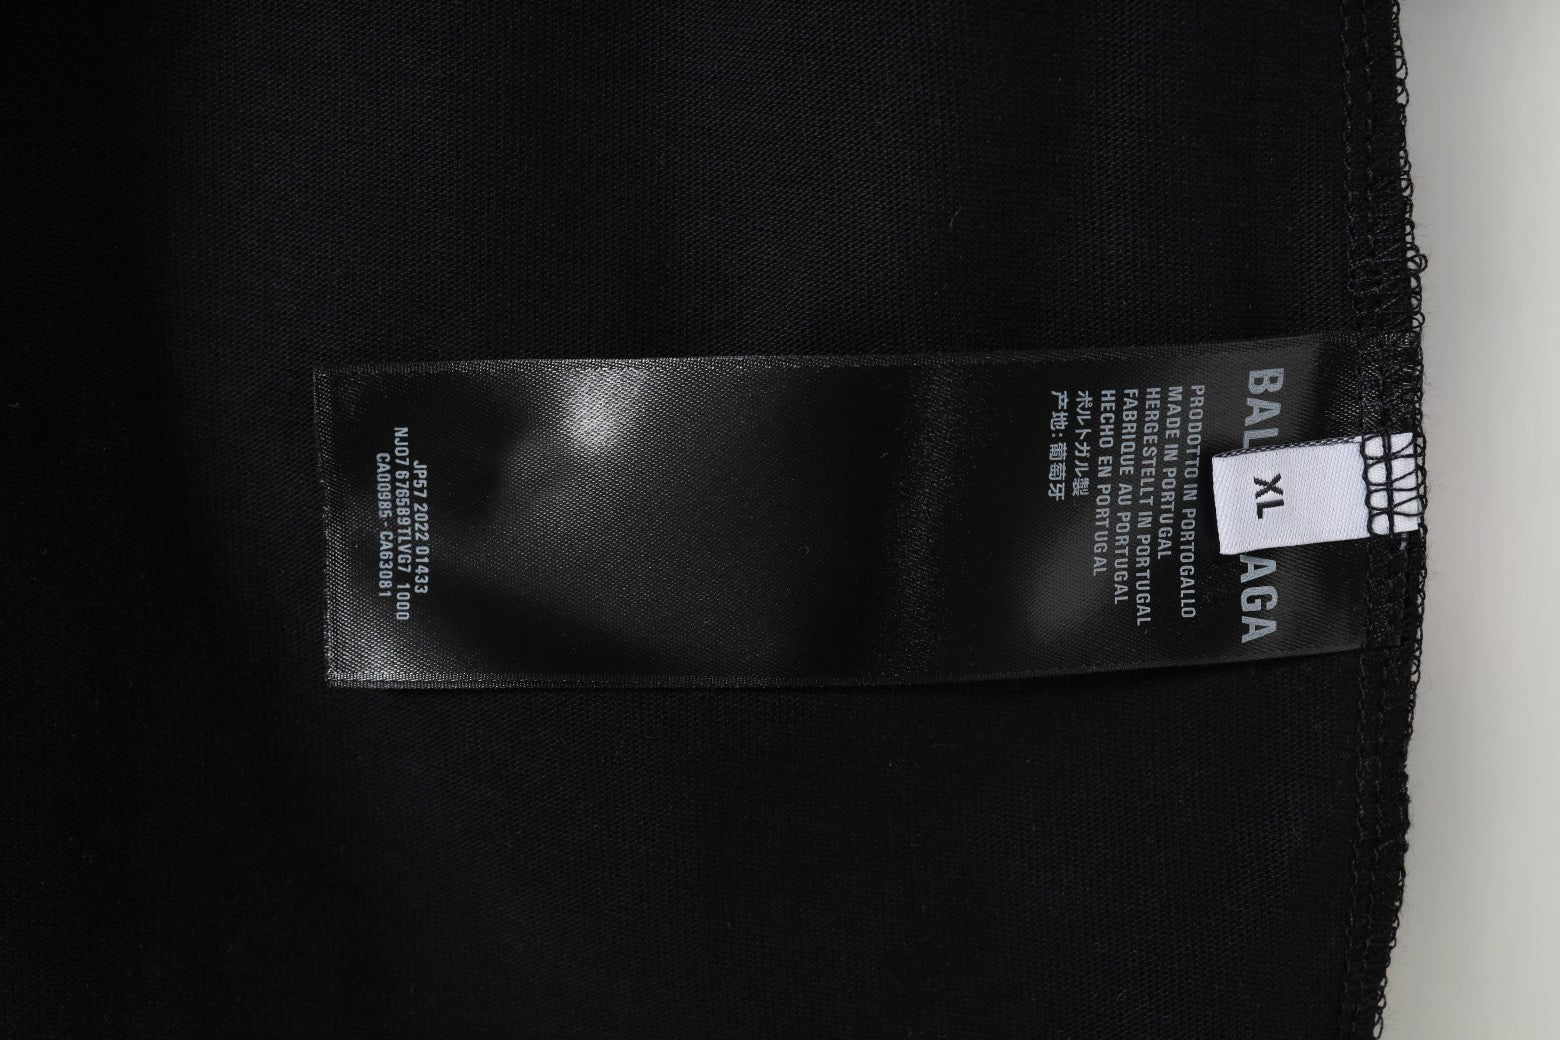 BAL AGA
XL
PRODOTTO IN PORTOGALLO
MADE IN PORTUGAL
HERGESTELLT IN PORTUGAL
FABRIQUE AU PORTUGAL
HECHO EN PORTUGAL
ポルトガル製
产地：葡萄牙
JP57 2022 01433
NJ07 676589TLVG7 1000
CA00985 - CA63081